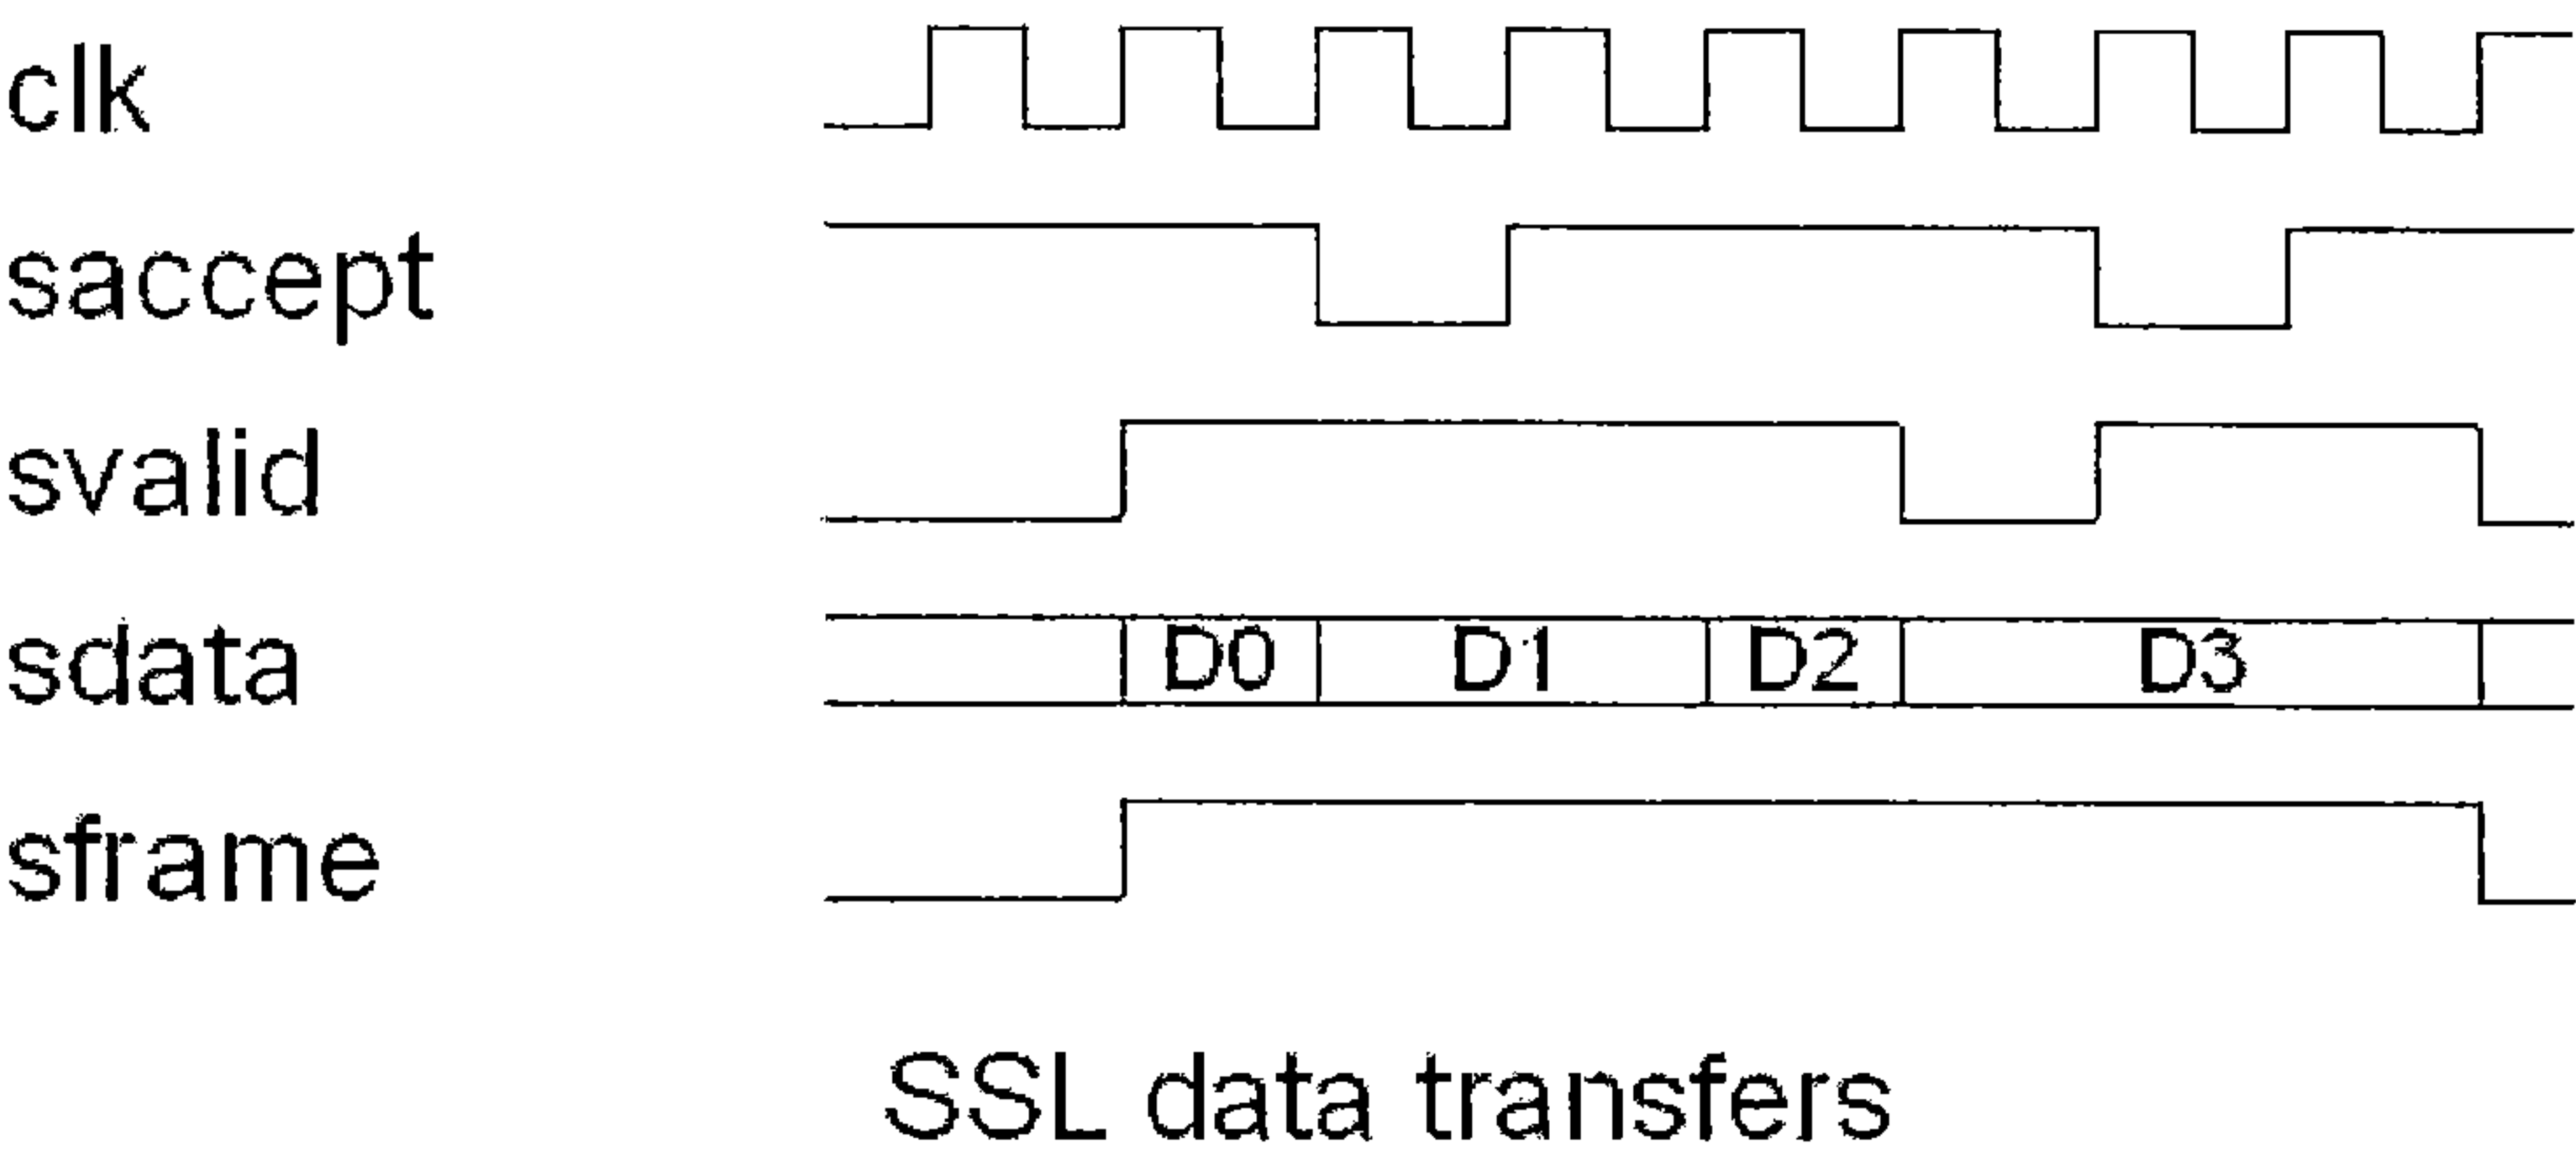 clk
saccept
svalid
sdata D0 D1 D2 D3
sframe
SSL data transfers